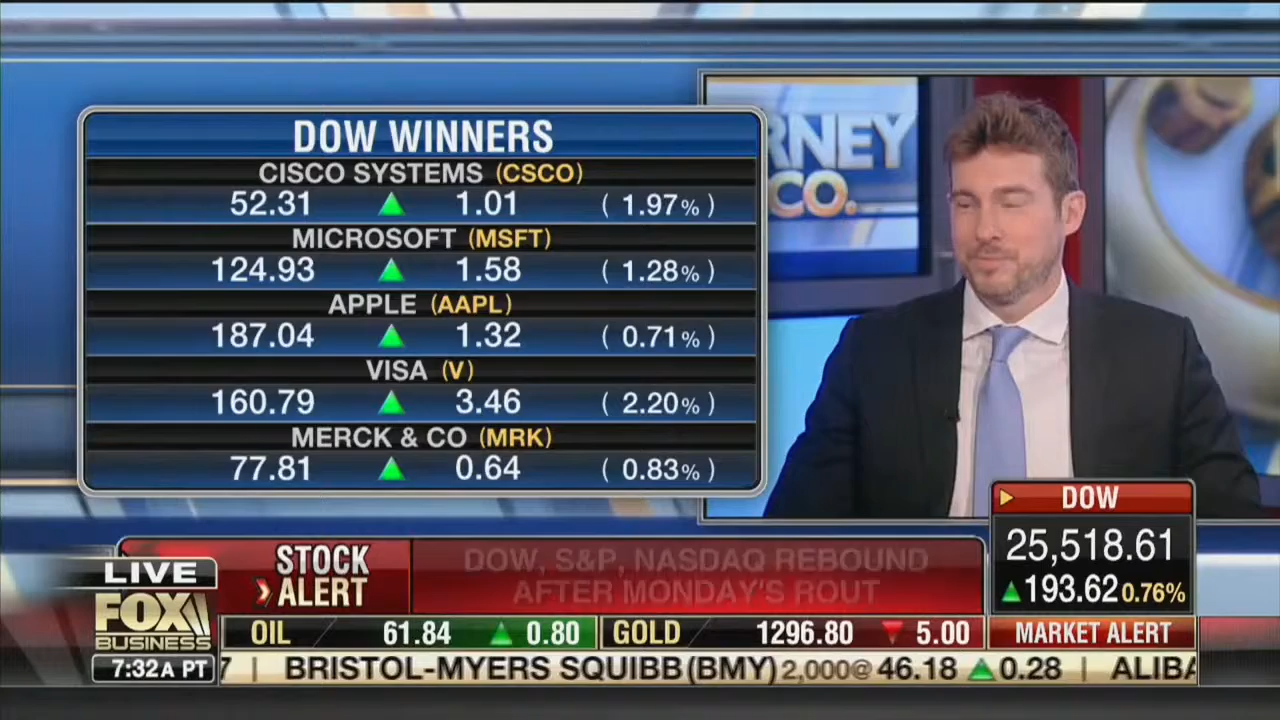 DOW WINNERS
CISCO SYSTEMS (CSCO)
52.31 ▲ 1.01 (1.97%)
MICROSOFT (MSFT)
124.93 ▲ 1.58 (1.28%)
APPLE (AAPL)
187.04 ▲ 1.32 (0.71%)
VISA (V)
160.79 ▲ 3.46 (2.20%)
MERCK & CO (MRK)
77.81 ▲ 0.64 (0.83%)
RNEY
CO.
DOW
25,518.61
▲193.62 0.76%
MARKET ALERT
STOCK
ALERT
DOW, S&P, NASDAQ REBOUND
AFTER MONDAY'S ROUT
LIVE
FOX
BUSINESS
7:32A PT
OIL 61.84 ▲ 0.80 GOLD 1296.80 ▼ 5.00
7 | BRISTOL-MYERS SQUIBB(BMY) 2,000@ 46.18 ▲0.28 | ALIBA